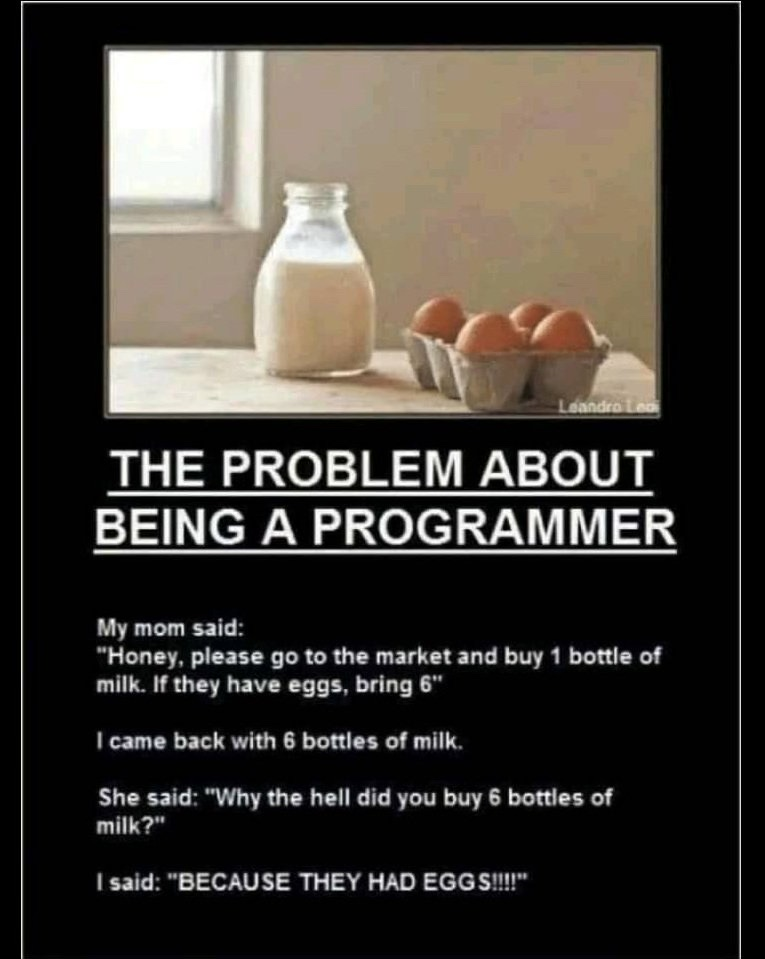 Leandro Leoi
THE PROBLEM ABOUT
BEING A PROGRAMMER
My mom said:
"Honey, please go to the market and buy 1 bottle of
milk. If they have eggs, bring 6"
I came back with 6 bottles of milk.
She said: "Why the hell did you buy 6 bottles of
milk?"
I said: "BECAUSE THEY HAD EGGS!!!!"